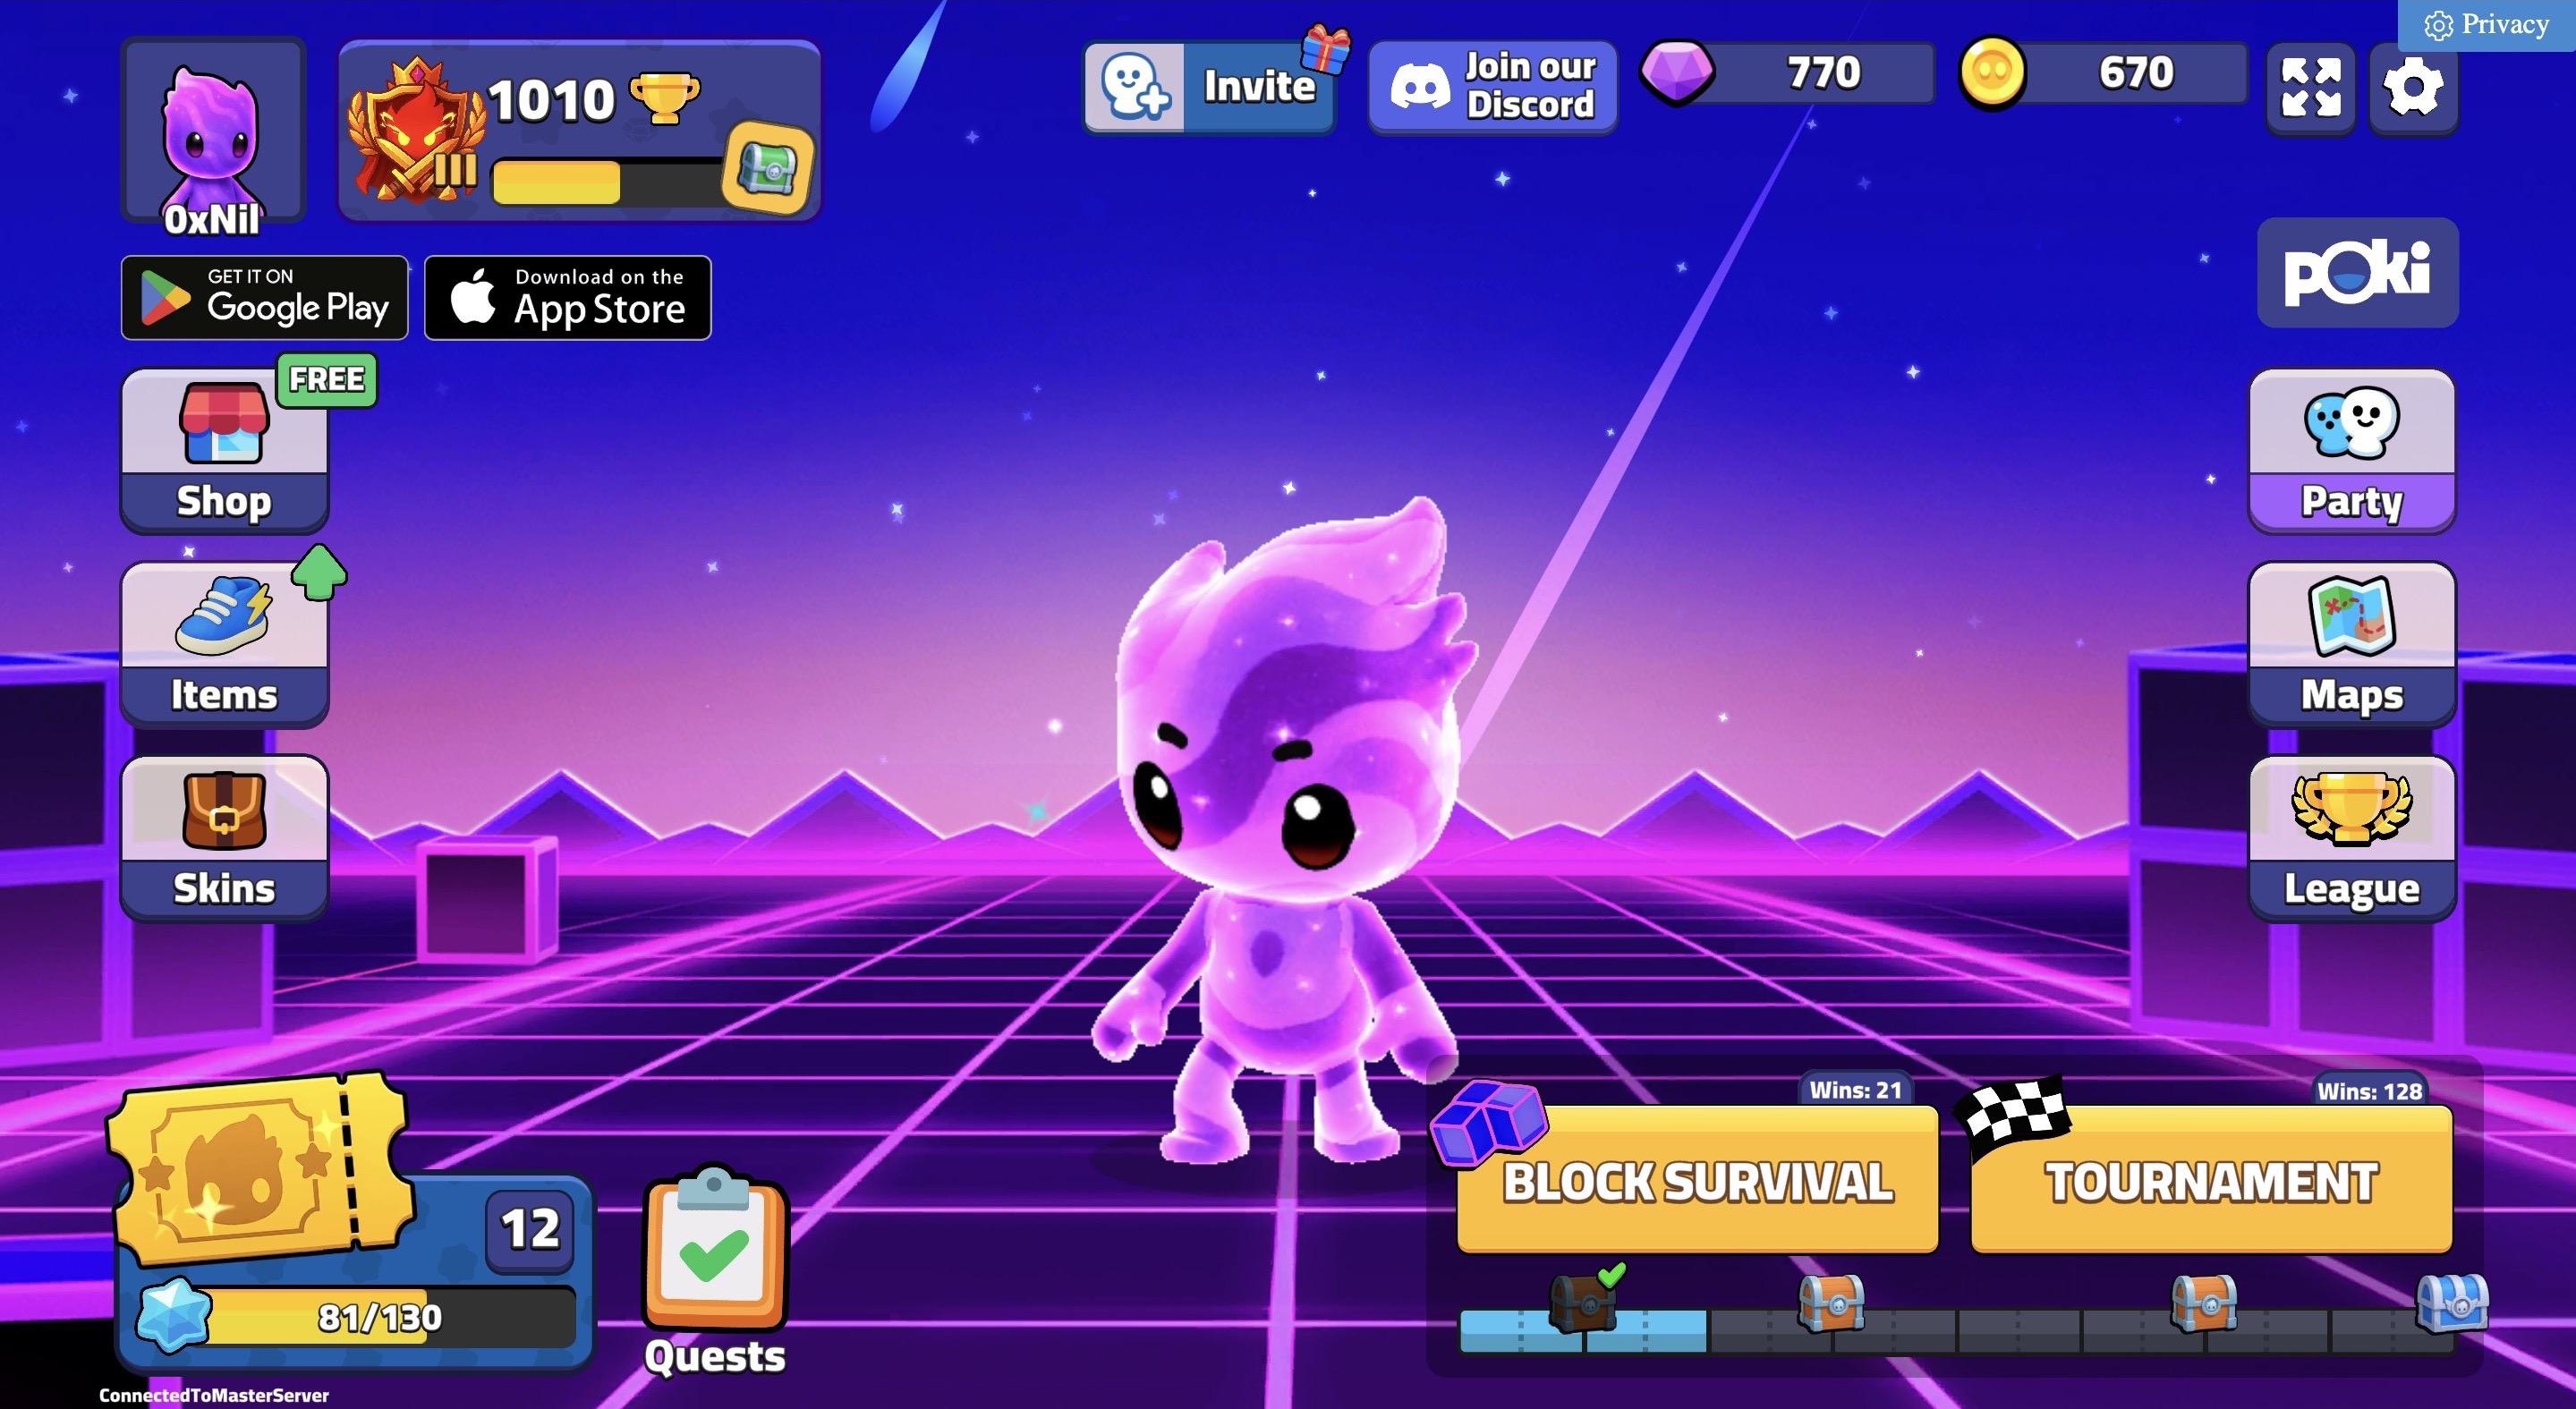 Privacy
1010
Invite
Join our
Discord
770
670
III
0xNil
GET IT ON
Google Play
Download on the
App Store
poki
FREE
Shop
Party
Items
Maps
Skins
League
Wins: 21
Wins: 128
BLOCK SURVIVAL
TOURNAMENT
12
81/130
Quests
ConnectedToMasterServer